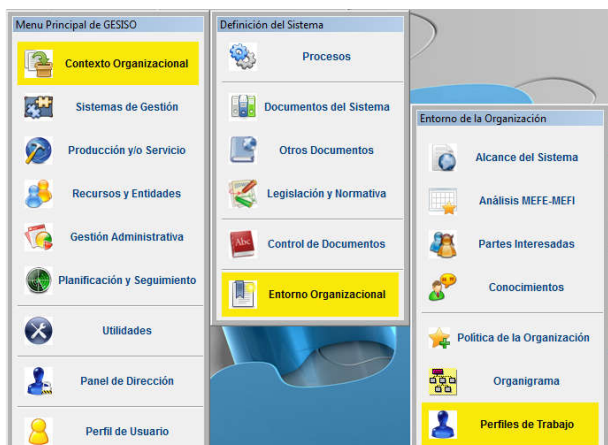 Menu Principal de GESISO
Contexto Organizacional
Sistemas de Gestión
Producción y/o Servicio
Recursos y Entidades
Gestión Administrativa
Planificación y Seguimiento
Utilidades
Panel de Dirección
Perfil de Usuario
Definición del Sistema
Procesos
Documentos del Sistema
Otros Documentos
Legislación y Normativa
Abc
Control de Documentos
Entorno Organizacional
Entorno de la Organización
Alcance del Sistema
Análisis MEFE-MEFI
Partes Interesadas
Conocimientos
Política de la Organización
Organigrama
Perfiles de Trabajo